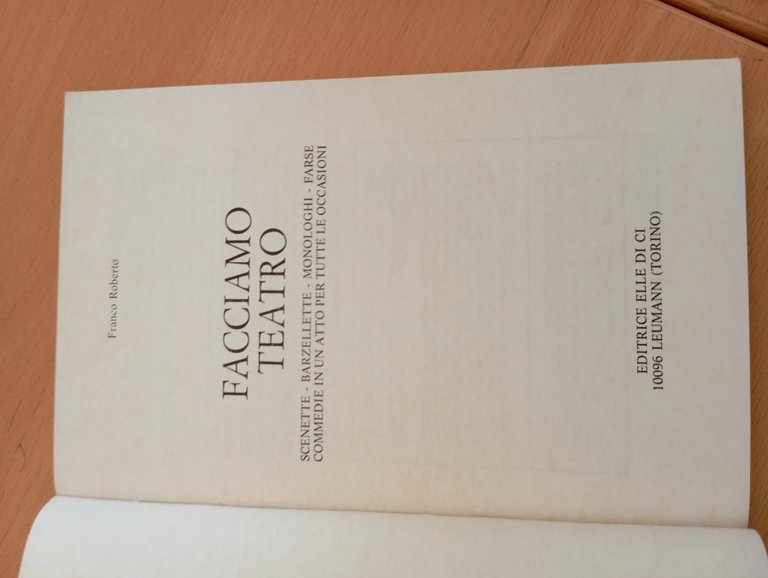 Franco Roberto
FACCIAMO
TEATRO
SCENETTE - BARZELLETTE - MONOLOGHI - FARSE
COMMEDIE IN UN ATTO PER TUTTE LE OCCASIONI
EDITRICE ELLE DI CI
10096 LEUMANN (TORINO)